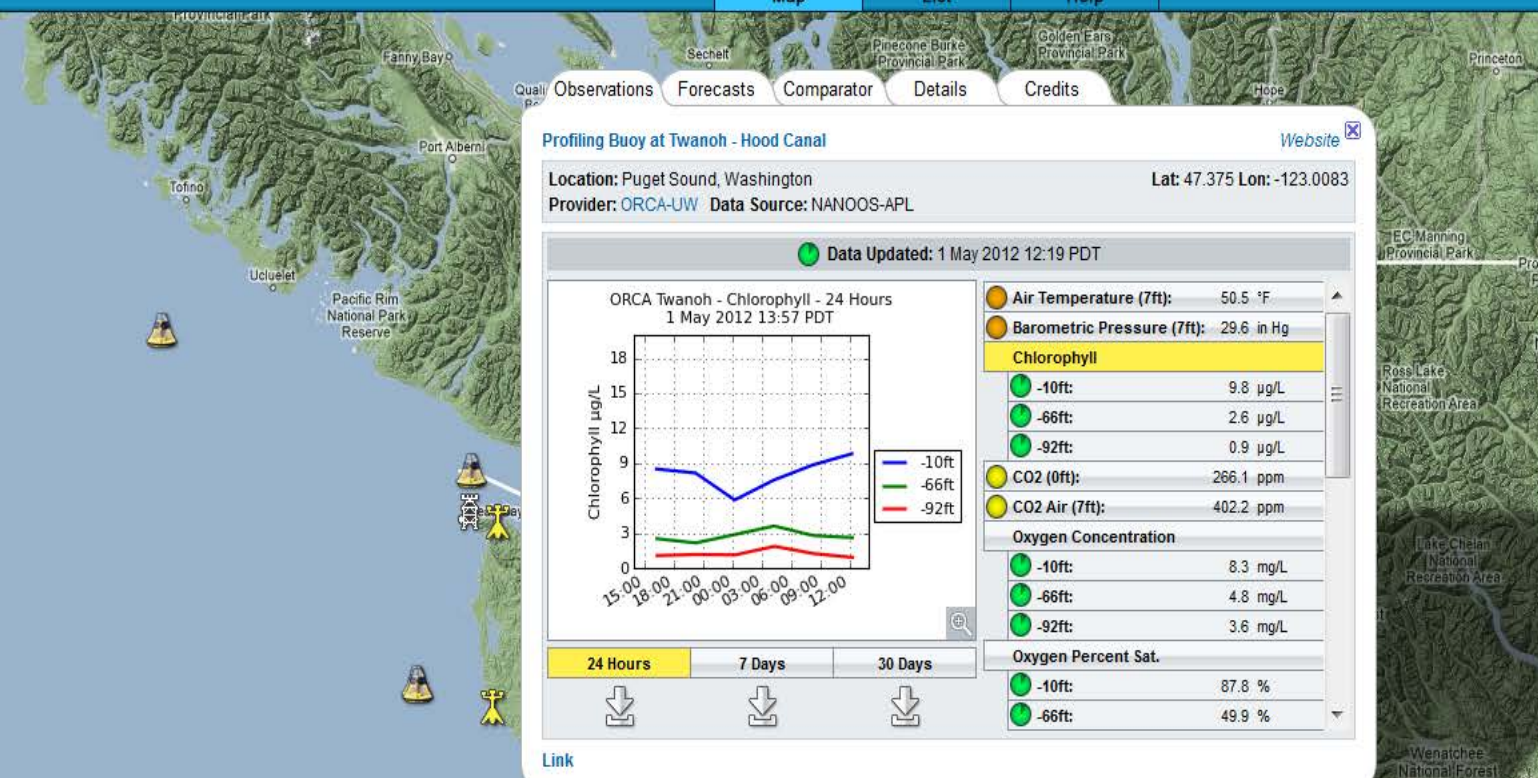 Map List Help
Provincial Park
Fanny Bay
Sechelt
Pinecone Burke
Provincial Park
Golden Ears
Provincial Park
Princeton
Hope
Port Alberni
Tofino
Ucluelet
Pacific Rim
National Park
Reserve
EC Manning
Provincial Park
Ross Lake
National
Recreation Area
Lake Chelan
National
Recreation Area
Wenatchee
National Forest
Observations Forecasts Comparator Details Credits
Profiling Buoy at Twanoh - Hood Canal Website
Location: Puget Sound, Washington Lat: 47.375 Lon: -123.0083
Provider: ORCA-UW Data Source: NANOOS-APL
Data Updated: 1 May 2012 12:19 PDT
ORCA Twanoh - Chlorophyll - 24 Hours
1 May 2012 13:57 PDT
Chlorophyll µg/L
18
15
12
9
6
3
0
15:00 18:00 21:00 00:00 03:00 06:00 09:00 12:00
-10ft
-66ft
-92ft
24 Hours 7 Days 30 Days
Air Temperature (7ft): 50.5 °F
Barometric Pressure (7ft): 29.6 in Hg
Chlorophyll
-10ft: 9.8 µg/L
-66ft: 2.6 µg/L
-92ft: 0.9 µg/L
CO2 (0ft): 266.1 ppm
CO2 Air (7ft): 402.2 ppm
Oxygen Concentration
-10ft: 8.3 mg/L
-66ft: 4.8 mg/L
-92ft: 3.6 mg/L
Oxygen Percent Sat.
-10ft: 87.8 %
-66ft: 49.9 %
Link